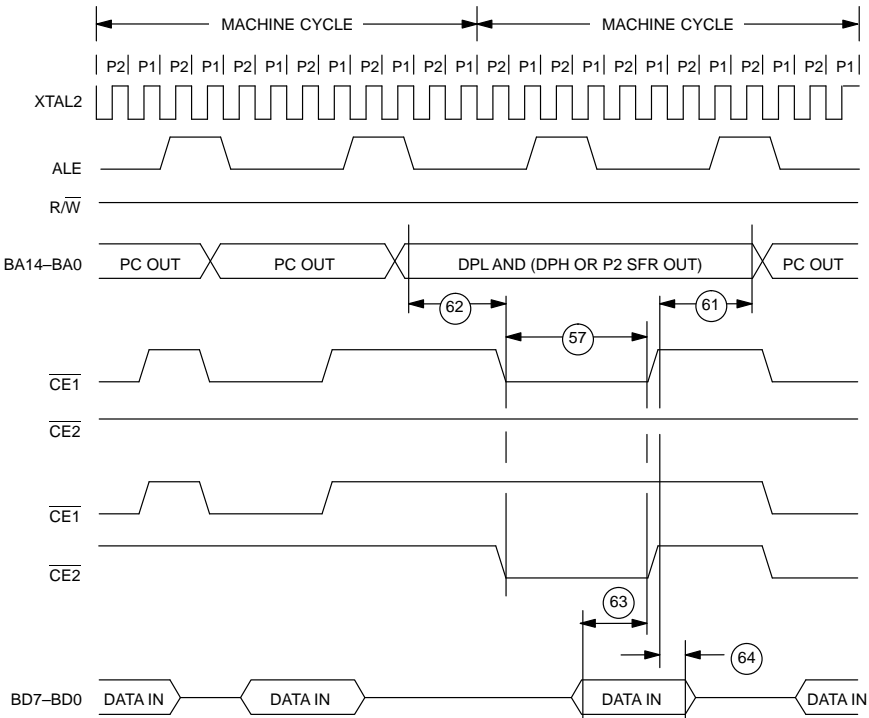 MACHINE CYCLE MACHINE CYCLE
P2 P1 P2 P1 P2 P1 P2 P1 P2 P1 P2 P1 P2 P1 P2 P1 P2 P1 P2 P1 P2 P1 P2 P1
XTAL2
ALE
R/W
BA14–BA0 PC OUT PC OUT DPL AND (DPH OR P2 SFR OUT) PC OUT
62 61
57
CE1
CE2
CE1
CE2
63
64
BD7–BD0 DATA IN DATA IN DATA IN DATA IN